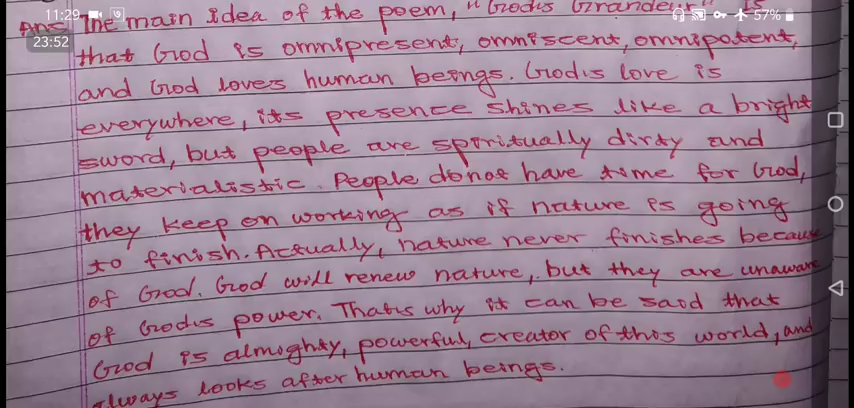 11:29
57%
23:52
Ans The main idea of the poem, "God's Grandeur" is
that God is omnipresent, omniscent, omnipotent,
and God loves human beings. God's love is
everywhere, its presence shines like a bright
sword, but people are spiritually dirty and
materialistic. People do not have time for God,
they keep on working as if nature is going
to finish. Actually, nature never finishes because
of God. God will renew nature, but they are unaware
of God's power. That's why it can be said that
God is almighty, powerful, creator of this world, and
always looks after human beings.